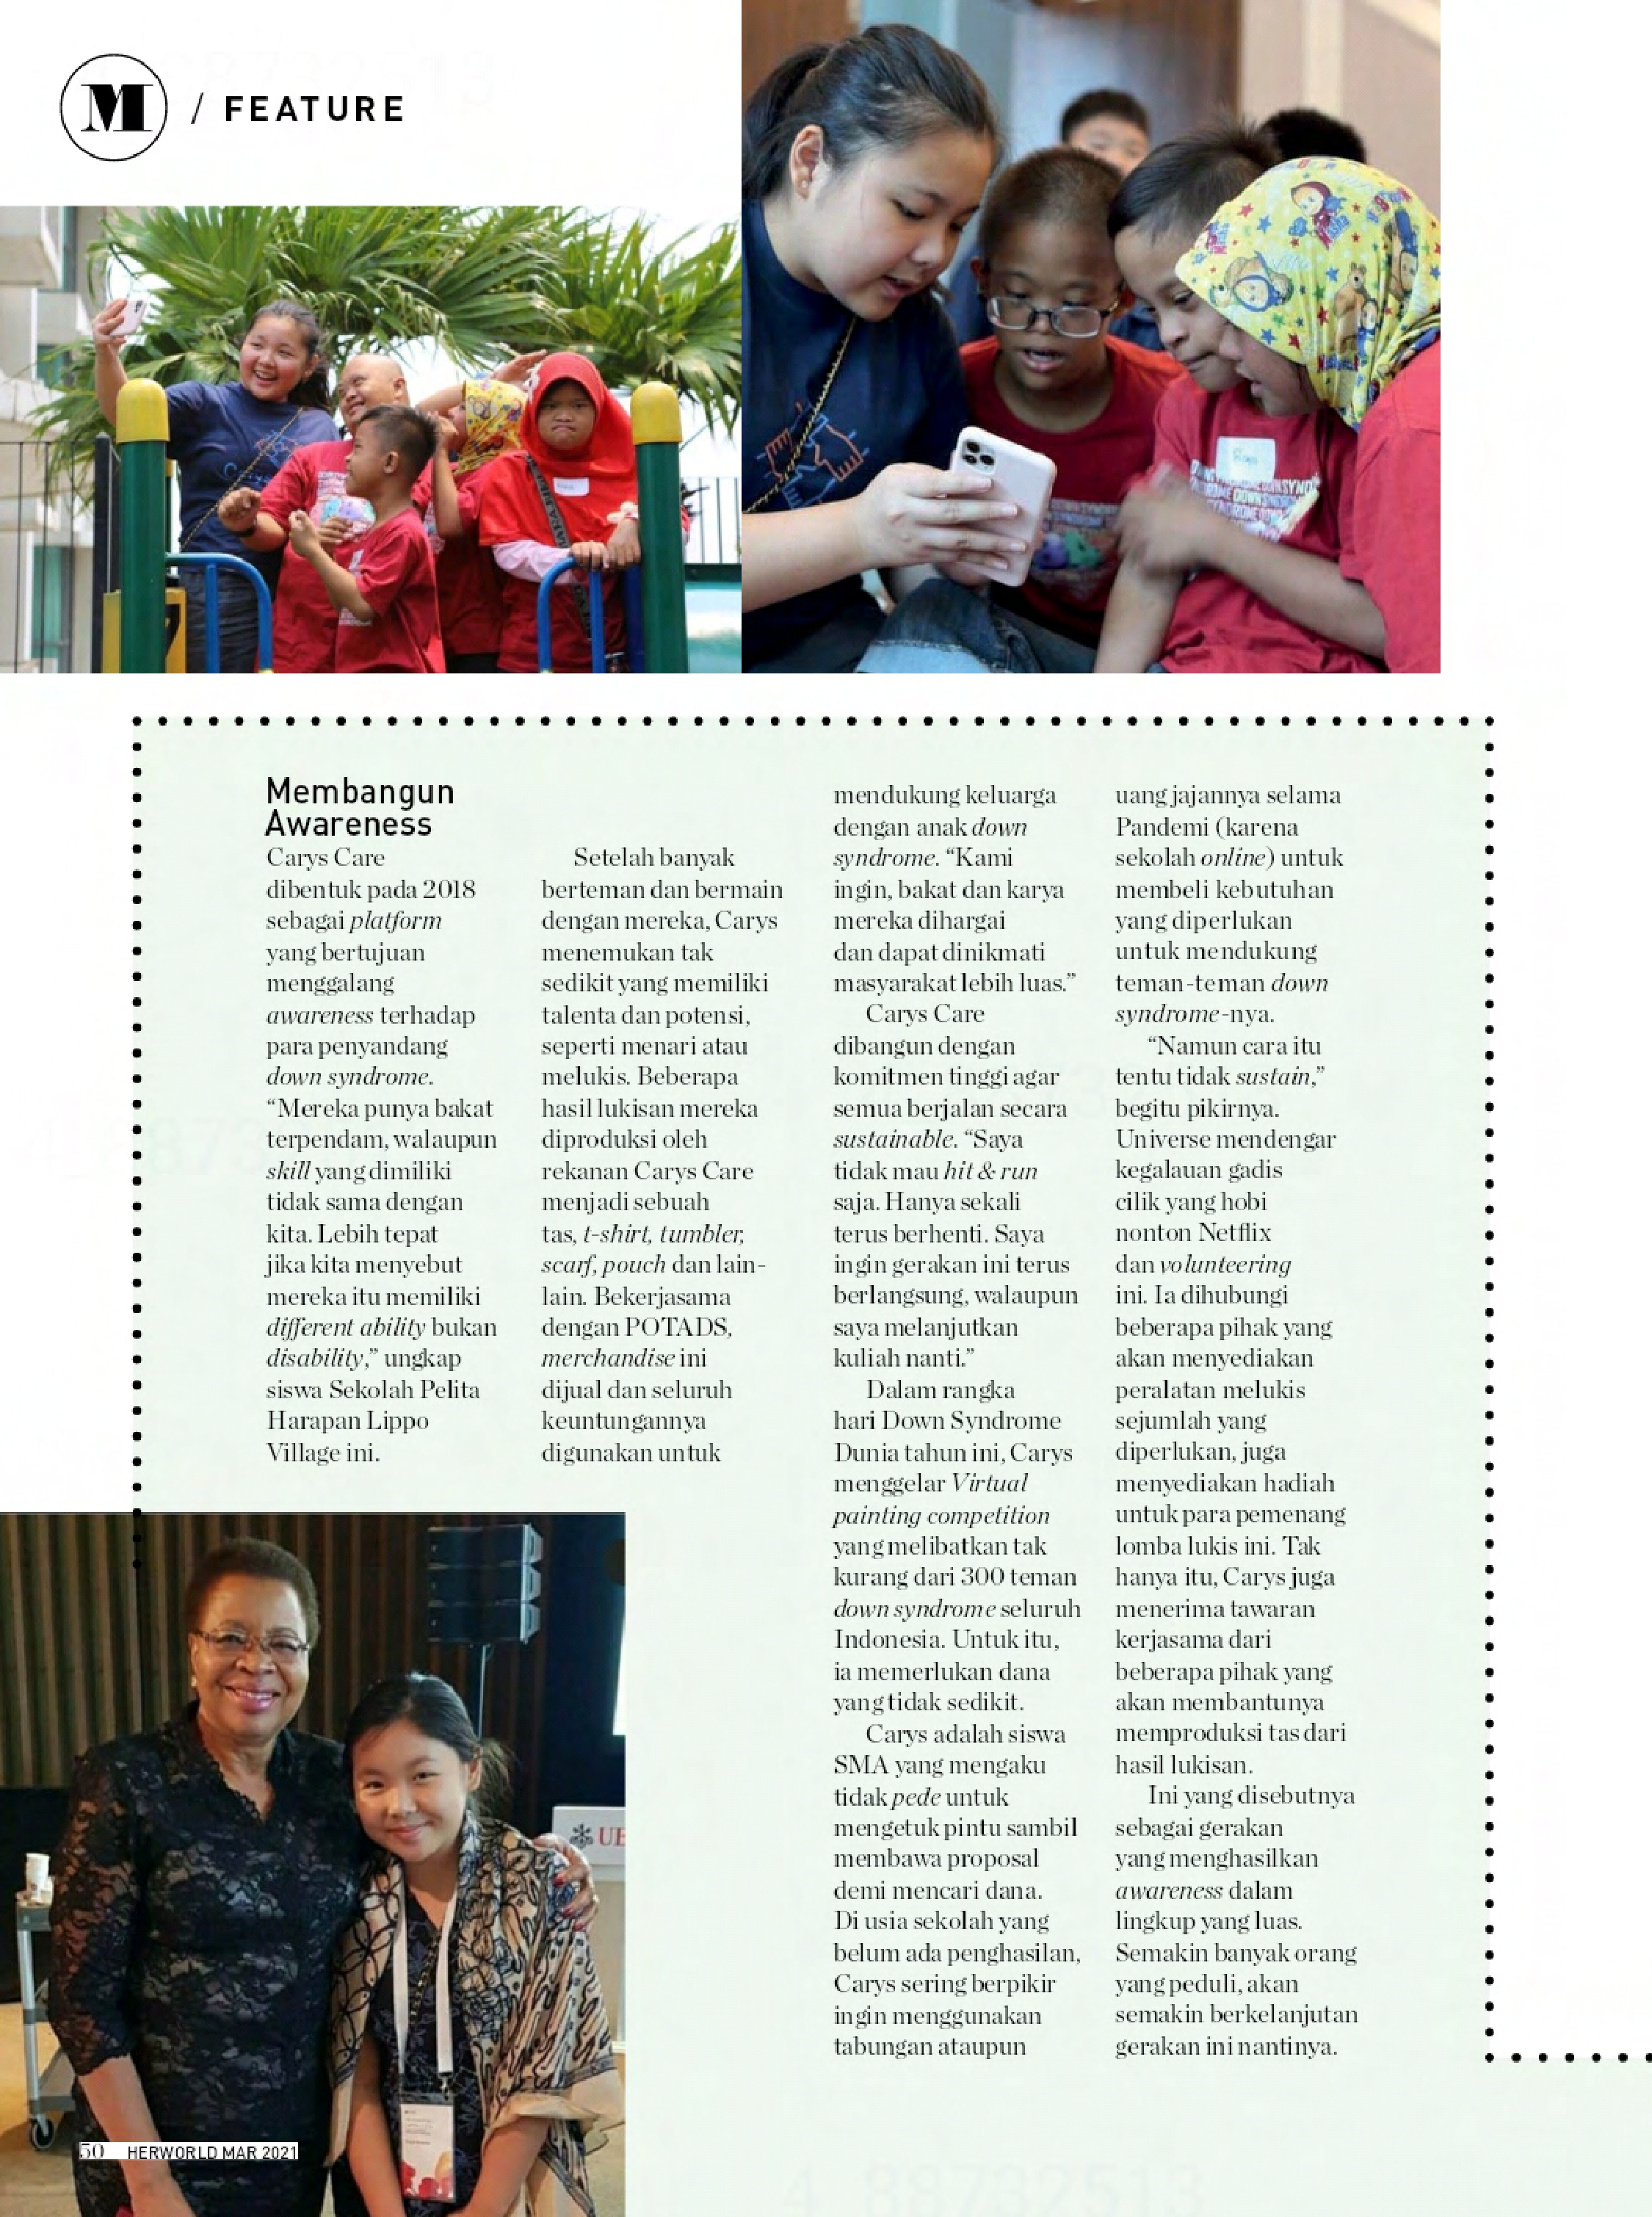 M / FEATURE
Membangun
Awareness
Carys Care
dibentuk pada 2018
sebagai platform
yang bertujuan
menggalang
awareness terhadap
para penyandang
down syndrome.
“Mereka punya bakat
terpendam, walaupun
skill yang dimiliki
tidak sama dengan
kita. Lebih tepat
jika kita menyebut
mereka itu memiliki
different ability bukan
disability,” ungkap
siswa Sekolah Pelita
Harapan Lippo
Village ini.
Setelah banyak
berteman dan bermain
dengan mereka, Carys
menemukan tak
sedikit yang memiliki
talenta dan potensi,
seperti menari atau
melukis. Beberapa
hasil lukisan mereka
diproduksi oleh
rekanan Carys Care
menjadi sebuah
tas, t-shirt, tumbler,
scarf, pouch dan lain-
lain. Bekerjasama
dengan POTADS,
merchandise ini
dijual dan seluruh
keuntungannya
digunakan untuk
mendukung keluarga
dengan anak down
syndrome. “Kami
ingin, bakat dan karya
mereka dihargai
dan dapat dinikmati
masyarakat lebih luas.”
Carys Care
dibangun dengan
komitmen tinggi agar
semua berjalan secara
sustainable. “Saya
tidak mau hit & run
saja. Hanya sekali
terus berhenti. Saya
ingin gerakan ini terus
berlangsung, walaupun
saya melanjutkan
kuliah nanti.”
Dalam rangka
hari Down Syndrome
Dunia tahun ini, Carys
menggelar Virtual
painting competition
yang melibatkan tak
kurang dari 300 teman
down syndrome seluruh
Indonesia. Untuk itu,
ia memerlukan dana
yang tidak sedikit.
Carys adalah siswa
SMA yang mengaku
tidak pede untuk
mengetuk pintu sambil
membawa proposal
demi mencari dana.
Di usia sekolah yang
belum ada penghasilan,
Carys sering berpikir
ingin menggunakan
tabungan ataupun
uang jajannya selama
Pandemi (karena
sekolah online) untuk
membeli kebutuhan
yang diperlukan
untuk mendukung
teman-teman down
syndrome-nya.
“Namun cara itu
tentu tidak sustain,”
begitu pikirnya.
Universe mendengar
kegalauan gadis
cilik yang hobi
nonton Netflix
dan volunteering
ini. Ia dihubungi
beberapa pihak yang
akan menyediakan
peralatan melukis
sejumlah yang
diperlukan, juga
menyediakan hadiah
untuk para pemenang
lomba lukis ini. Tak
hanya itu, Carys juga
menerima tawaran
kerjasama dari
beberapa pihak yang
akan membantunya
memproduksi tas dari
hasil lukisan.
Ini yang disebutnya
sebagai gerakan
yang menghasilkan
awareness dalam
lingkup yang luas.
Semakin banyak orang
yang peduli, akan
semakin berkelanjutan
gerakan ini nantinya.
50 HERWORLD MAR 2021